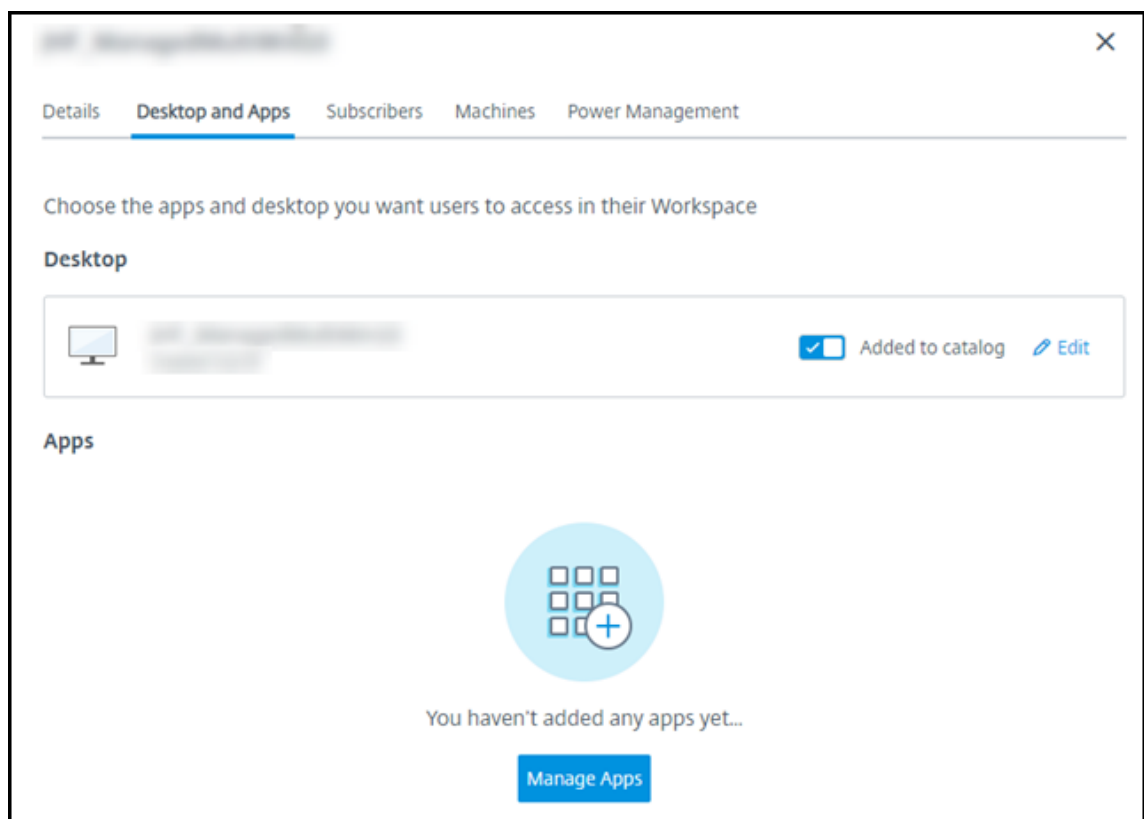 Details Desktop and Apps Subscribers Machines Power Management
Choose the apps and desktop you want users to access in their Workspace
Desktop
Added to catalog Edit
Apps
You haven't added any apps yet...
Manage Apps